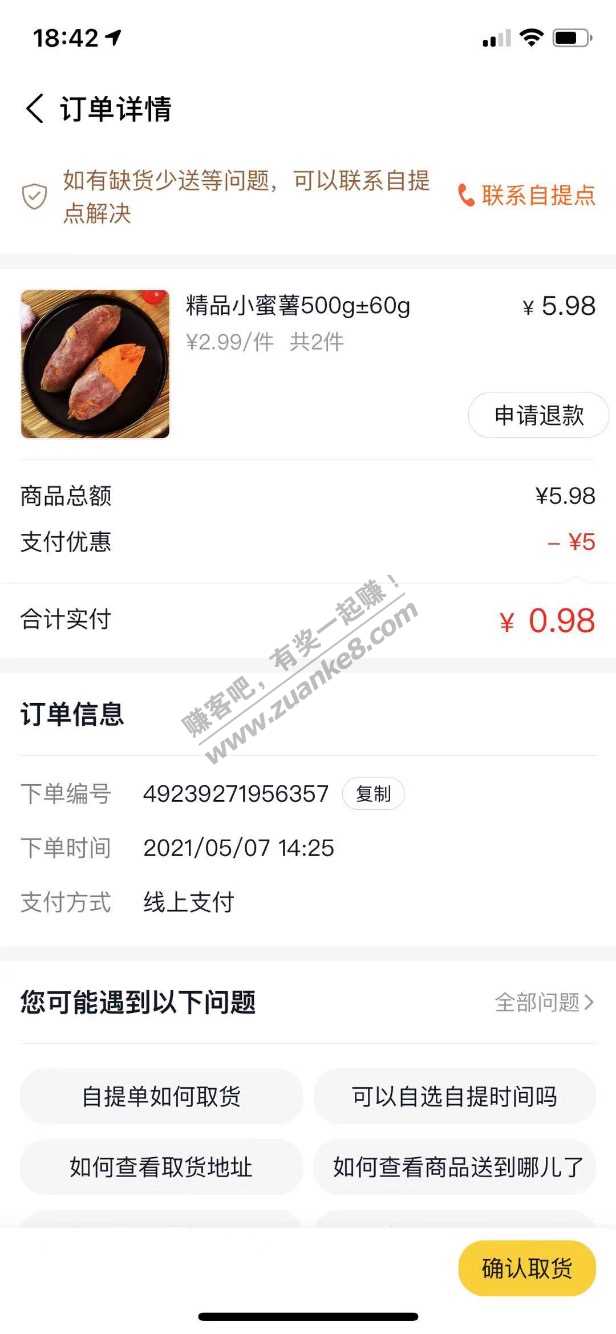 18:42
订单详情
如有缺货少送等问题，可以联系自提
点解决
联系自提点
精品小蜜薯500g±60g
¥ 5.98
¥2.99/件 共2件
申请退款
商品总额
¥5.98
支付优惠
– ¥5
合计实付
¥ 0.98
赚客吧，有奖一起赚！
www.zuanke8.com
订单信息
下单编号
49239271956357
复制
下单时间
2021/05/07 14:25
支付方式
线上支付
您可能遇到以下问题
全部问题
自提单如何取货
可以自选自提时间吗
如何查看取货地址
如何查看商品送到哪儿了
确认取货